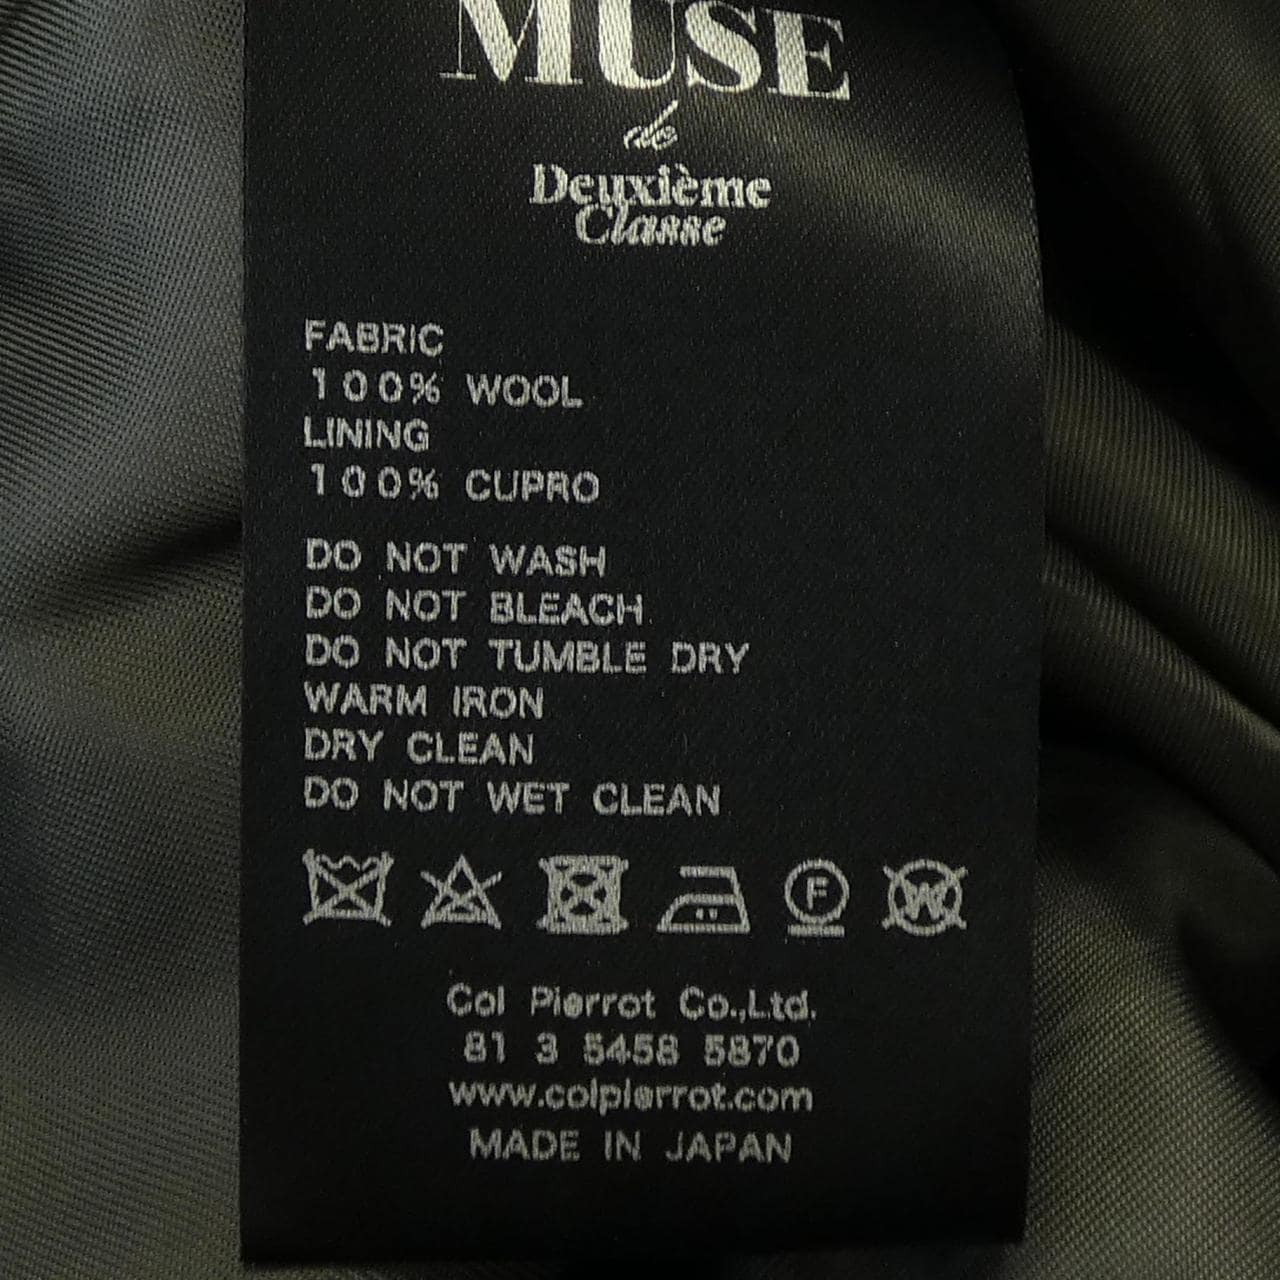 MUSE
de
Deuxième
Classe
FABRIC
100% WOOL
LINING
100% CUPRO
DO NOT WASH
DO NOT BLEACH
DO NOT TUMBLE DRY
WARM IRON
DRY CLEAN
DO NOT WET CLEAN
F W
Col Pierrot Co.,Ltd.
81 3 5458 5870
www.colpierrot.com
MADE IN JAPAN